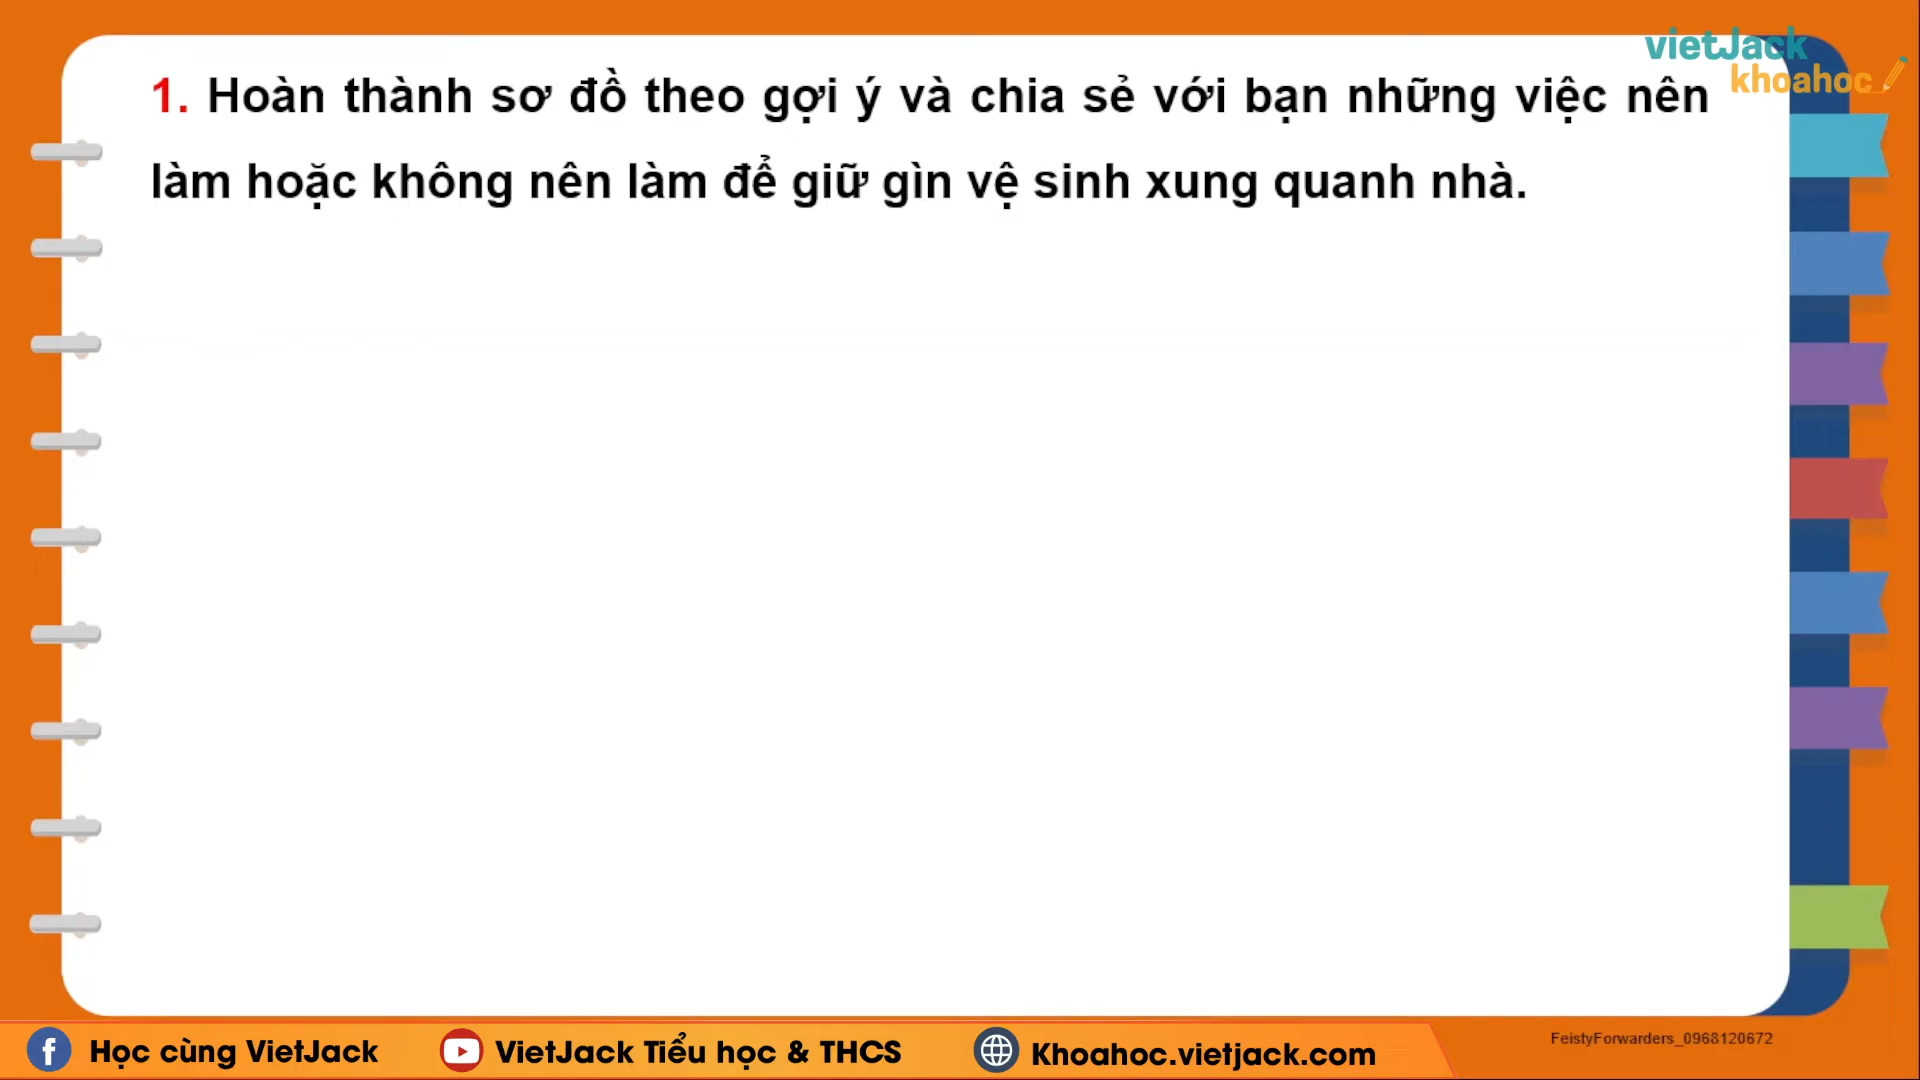 vietJack
khoahoc
1. Hoàn thành sơ đồ theo gợi ý và chia sẻ với bạn những việc nên
làm hoặc không nên làm để giữ gìn vệ sinh xung quanh nhà.
Học cùng VietJack
VietJack Tiểu học & THCS
Khoahoc.vietjack.com
FeistyForwarders_0968120672